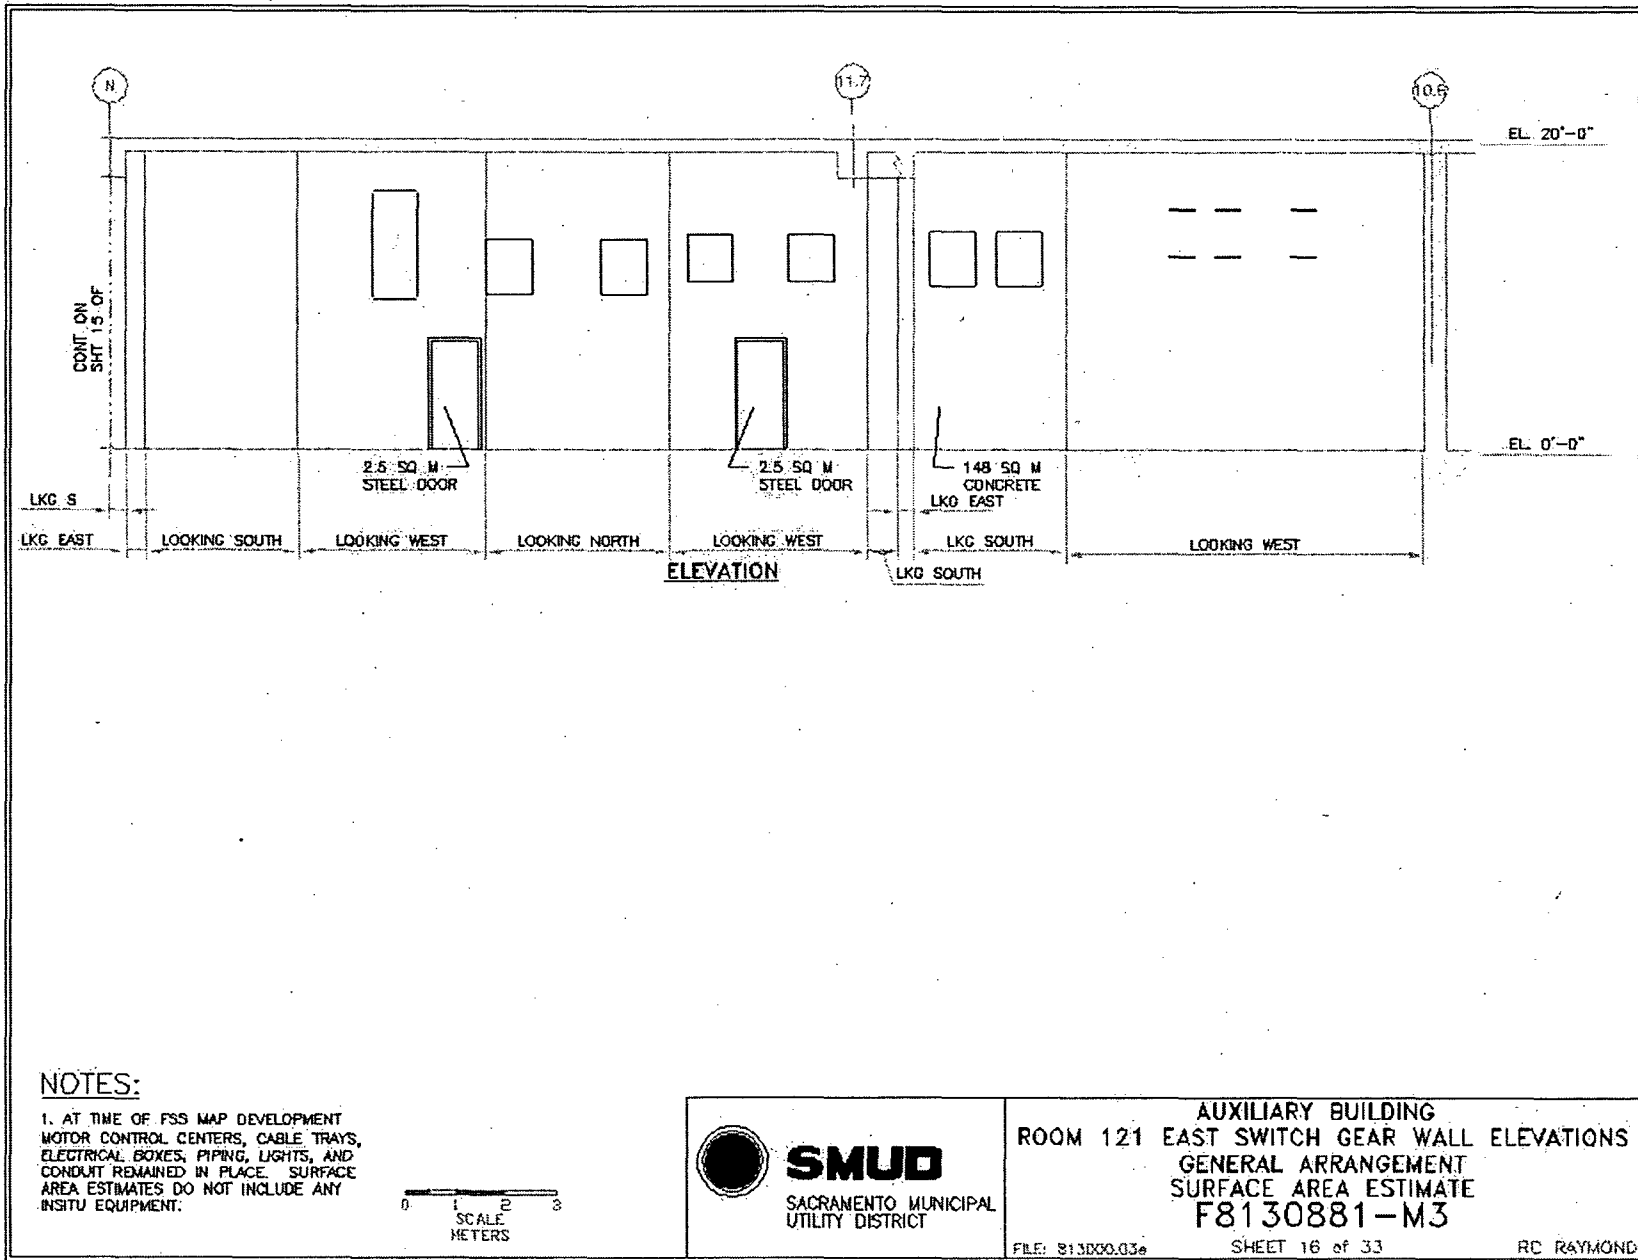 N
11.7
10.6
EL. 20'-0"
CONT ON
SHT 15 OF
EL. 0'-0"
2.5 SQ M
STEEL DOOR
2.5 SQ M
STEEL DOOR
148 SQ M
CONCRETE
LKG S
LKG EAST
LKG EAST
LOOKING SOUTH
LOOKING WEST
LOOKING NORTH
LOOKING WEST
LKG SOUTH
LOOKING WEST
ELEVATION
LKG SOUTH
NOTES:
1. AT TIME OF FSS MAP DEVELOPMENT
MOTOR CONTROL CENTERS, CABLE TRAYS,
ELECTRICAL BOXES, PIPING, LIGHTS, AND
CONDUIT REMAINED IN PLACE. SURFACE
AREA ESTIMATES DO NOT INCLUDE ANY
INSITU EQUIPMENT.
0 1 2 3
SCALE
METERS
SMUD
SACRAMENTO MUNICIPAL
UTILITY DISTRICT
AUXILIARY BUILDING
ROOM 121 EAST SWITCH GEAR WALL ELEVATIONS
GENERAL ARRANGEMENT
SURFACE AREA ESTIMATE
F8130881-M3
FILE: 813D00.03e
SHEET 16 of 33
RC RAYMOND